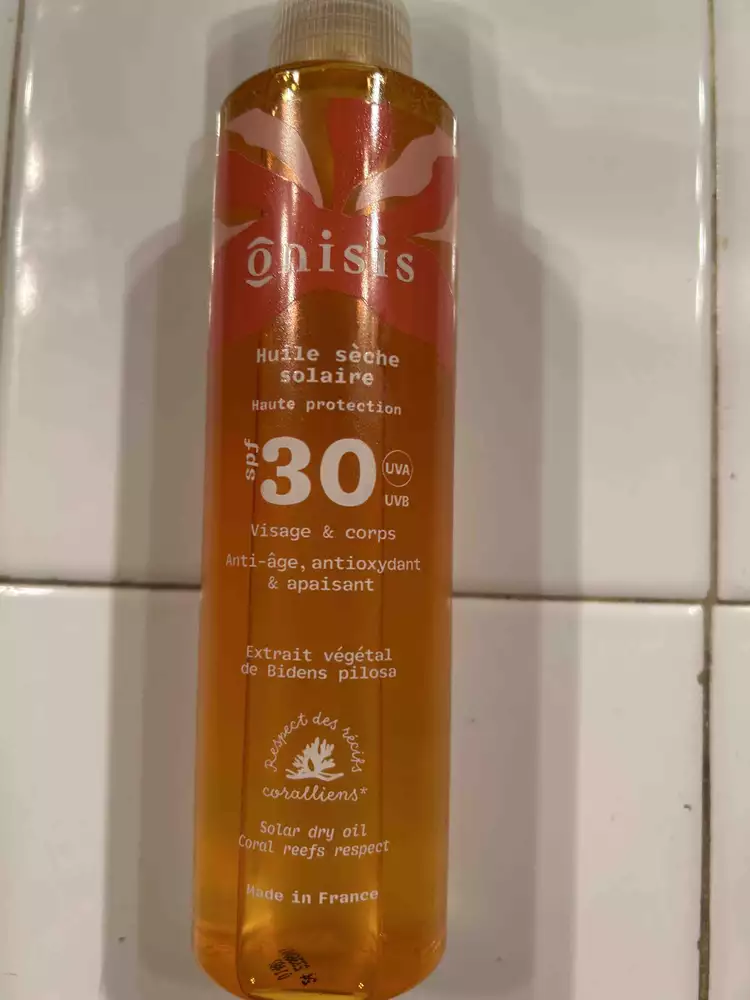 ônisis
Huile sèche
solaire
Haute protection
spf 30 UVA
UVB
Visage & corps
Anti-âge, antioxydant
& apaisant
Extrait végétal
de Bidens pilosa
Respect des récifs
coralliens*
Solar dry oil
Coral reefs respect
Made in France